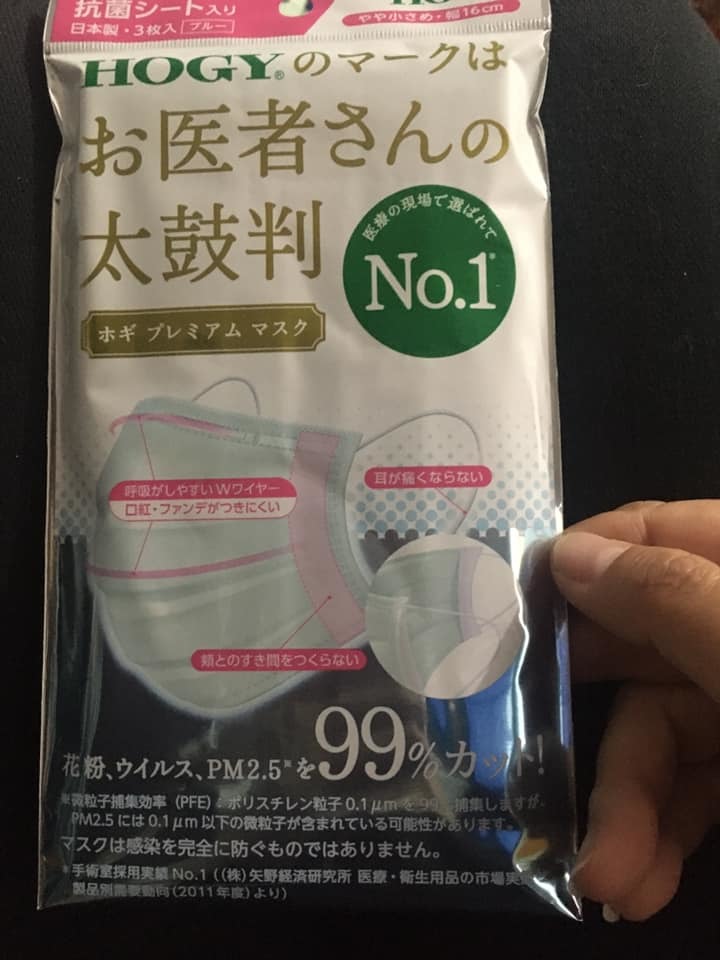 抗菌シート入り
日本製・3枚入 ブルー
やや小さめ・幅16cm
HOGY®のマークは
お医者さんの
太鼓判
医療の現場で選ばれて
No.1*
ホギ プレミアム マスク
呼吸がしやすいWワイヤー
口紅・ファンデがつきにくい
耳が痛くならない
頬とのすき間をつくらない
花粉、ウイルス、PM2.5※を99%カット!
※微粒子捕集効率(PFE):ポリスチレン粒子0.1μmを99 捕集しますが、
PM2.5には0.1μm以下の微粒子が含まれている可能性があります。
マスクは感染を完全に防ぐものではありません。
*手術室採用実績No.1((株)矢野経済研究所 医療・衛生用品の市場実
製品別需要動向(2011年度)より)